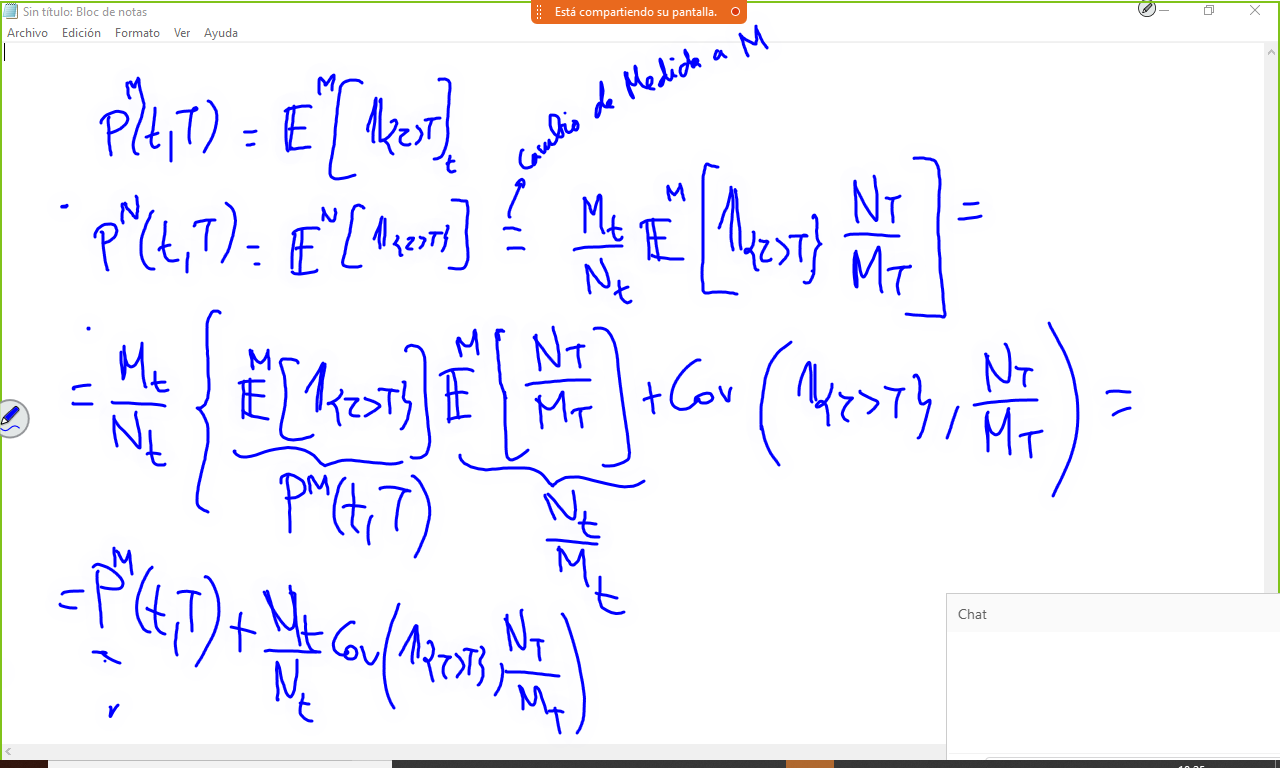 Sin título: Bloc de notas
Está compartiendo su pantalla.
Archivo Edición Formato Ver Ayuda
Cambio de Medida a M
P^M(t,T) = 𝔼^M[𝟙{τ>T}]_t
P^N(t,T) = 𝔼^N[𝟙{τ>T}] = M_t/N_t 𝔼^M[𝟙{τ>T} N_T/M_T] =
= M_t/N_t { 𝔼^M[𝟙{τ>T}] 𝔼^M[N_T/M_T] + Cov(𝟙{τ>T}, N_T/M_T) =
P^M(t,T) N_t/M_t
= P^M(t,T) + M_t/N_t Cov(𝟙{τ>T}, N_T/M_T)
Chat